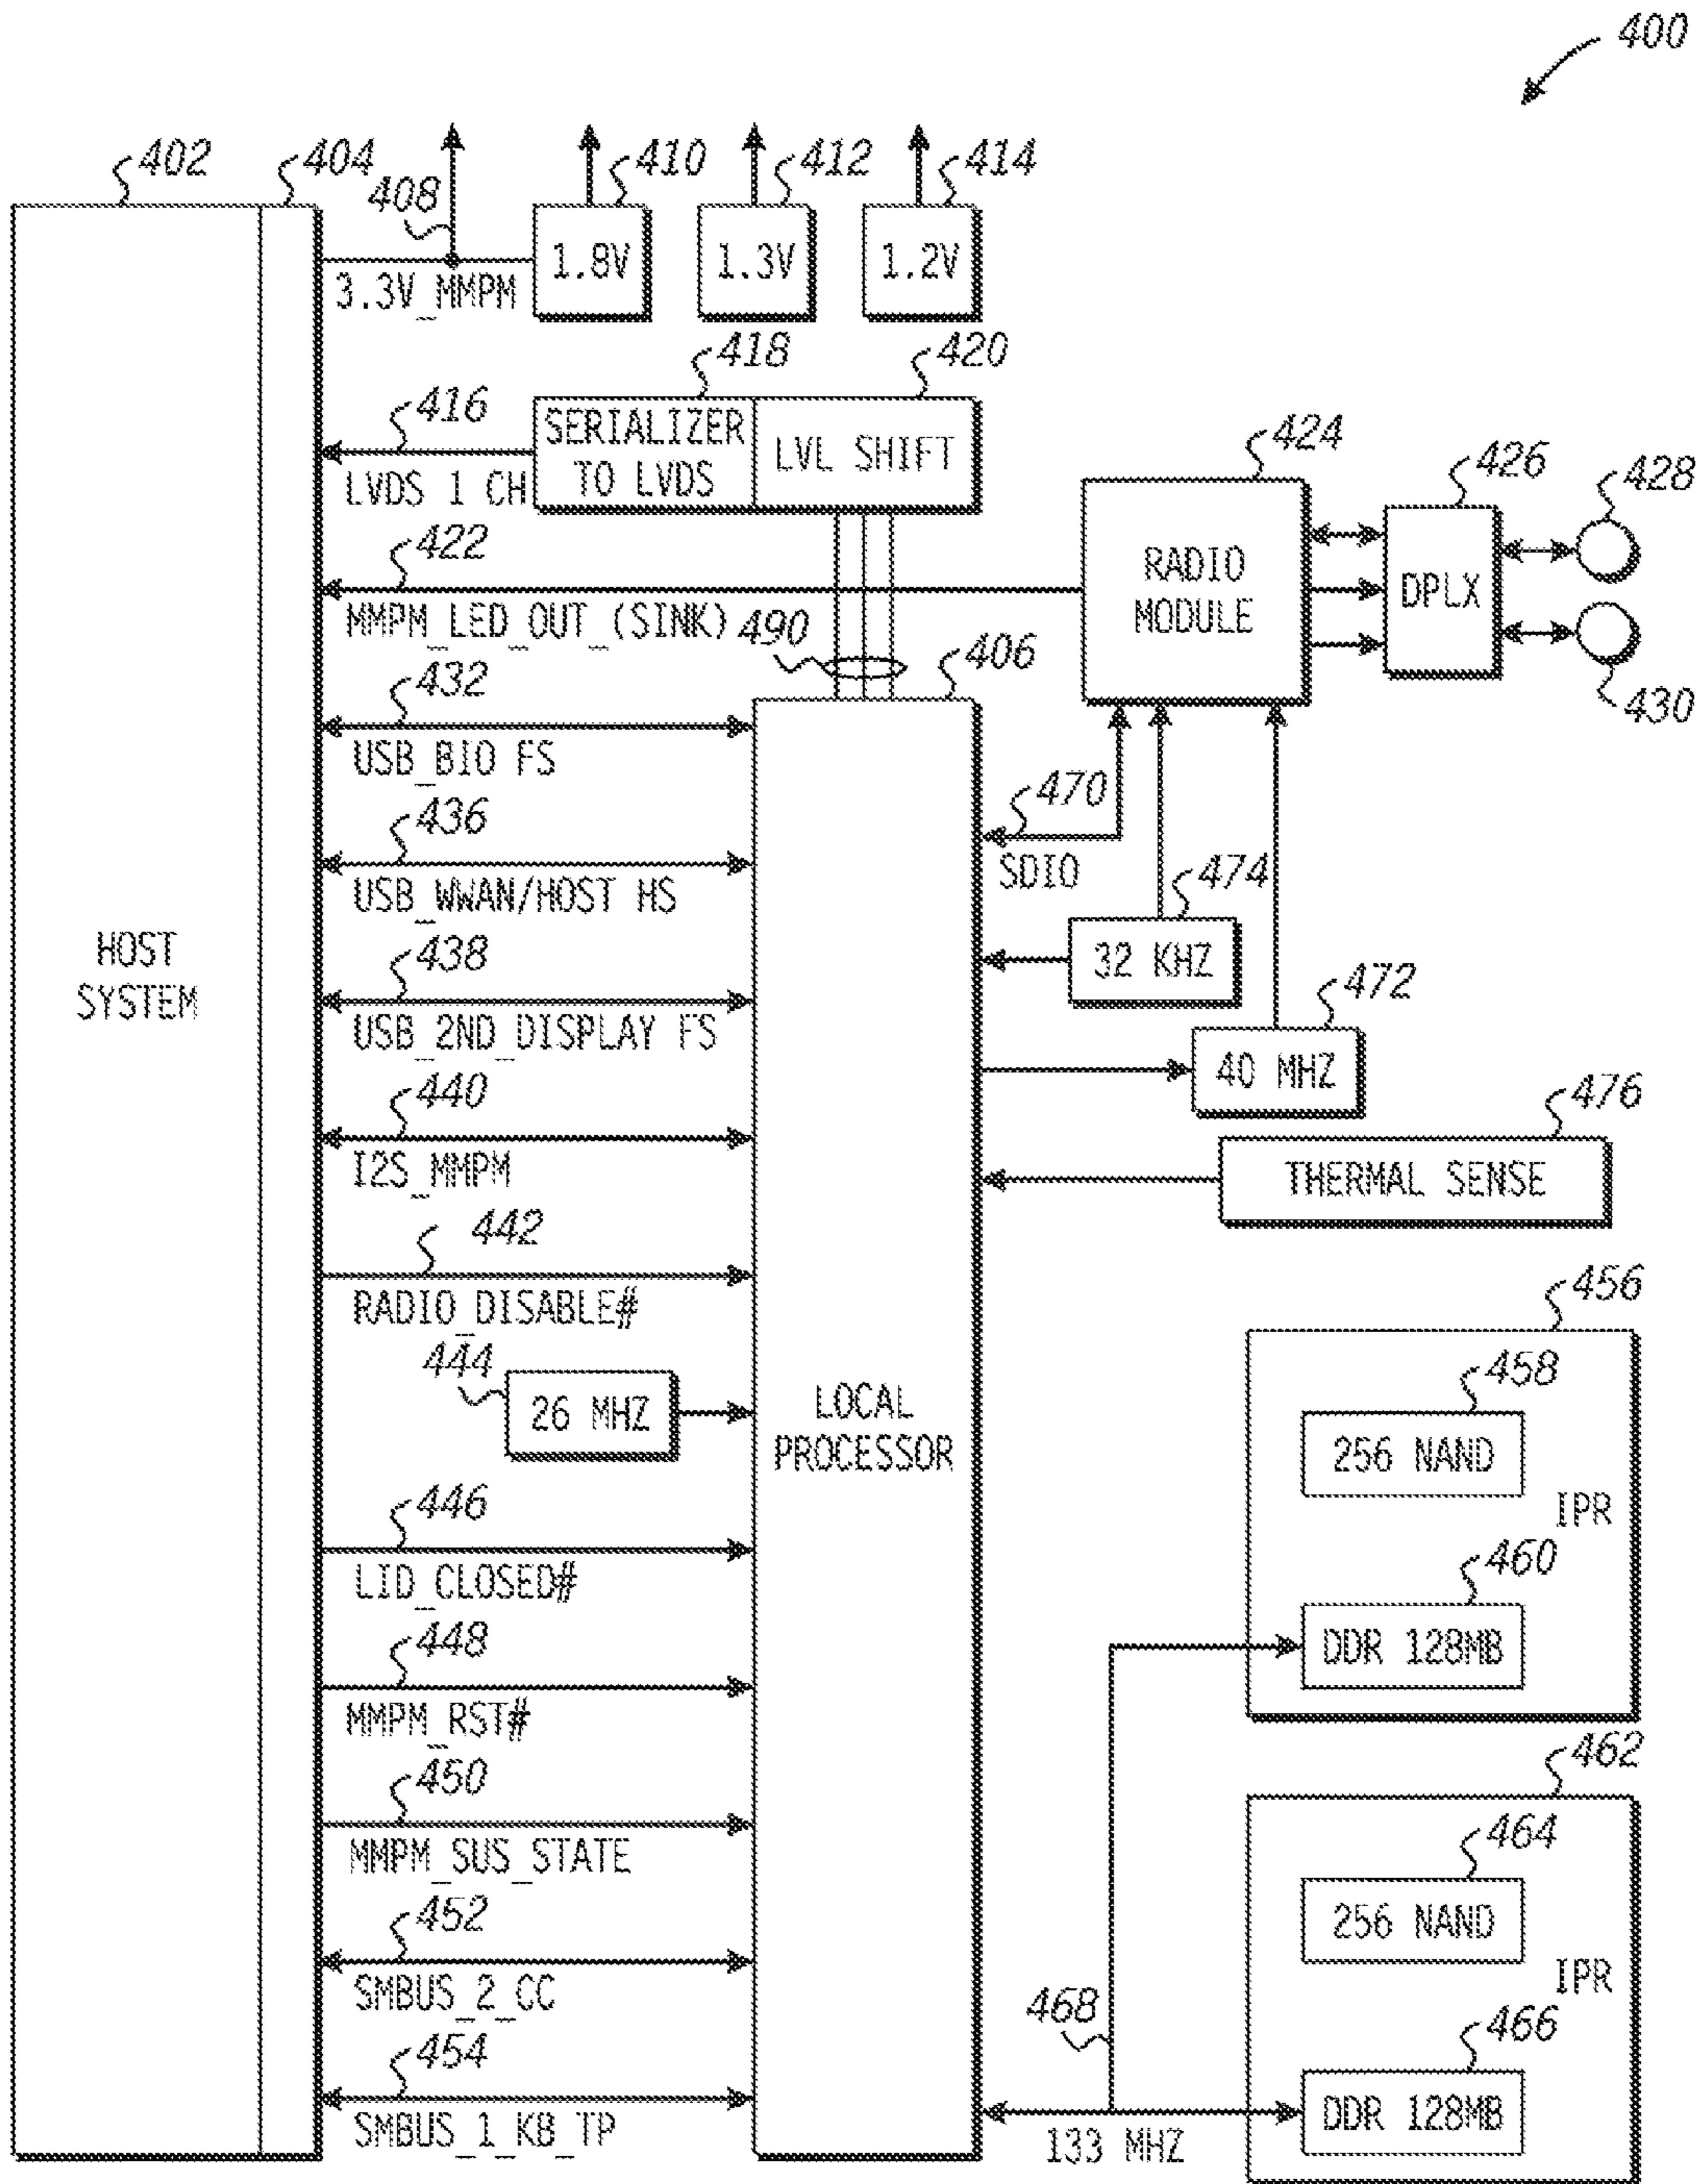 400
402
404
408
410
412
414
1.8V
1.3V
1.2V
3.3V_MMPM
418
420
416
SERIALIZER
TO LVDS
LVL SHIFT
LVDS 1 CH
424
426
428
422
RADIO
MODULE
DPLX
MMPM_LED_OUT_(SINK)
490
406
430
432
USB_BIO FS
470
SDIO
436
USB_WWAN/HOST HS
474
32 KHZ
HOST
SYSTEM
438
USB_2ND_DISPLAY FS
472
40 MHZ
440
I2S_MMPM
476
THERMAL SENSE
442
RADIO_DISABLE#
456
444
26 MHZ
LOCAL
PROCESSOR
458
256 NAND
IPR
446
LID_CLOSED#
460
DDR 128MB
448
MMPM_RST#
450
MMPM_SUS_STATE
462
464
256 NAND
IPR
452
SMBUS_2_CC
468
466
DDR 128MB
454
SMBUS_1_KB_TP
133 MHZ